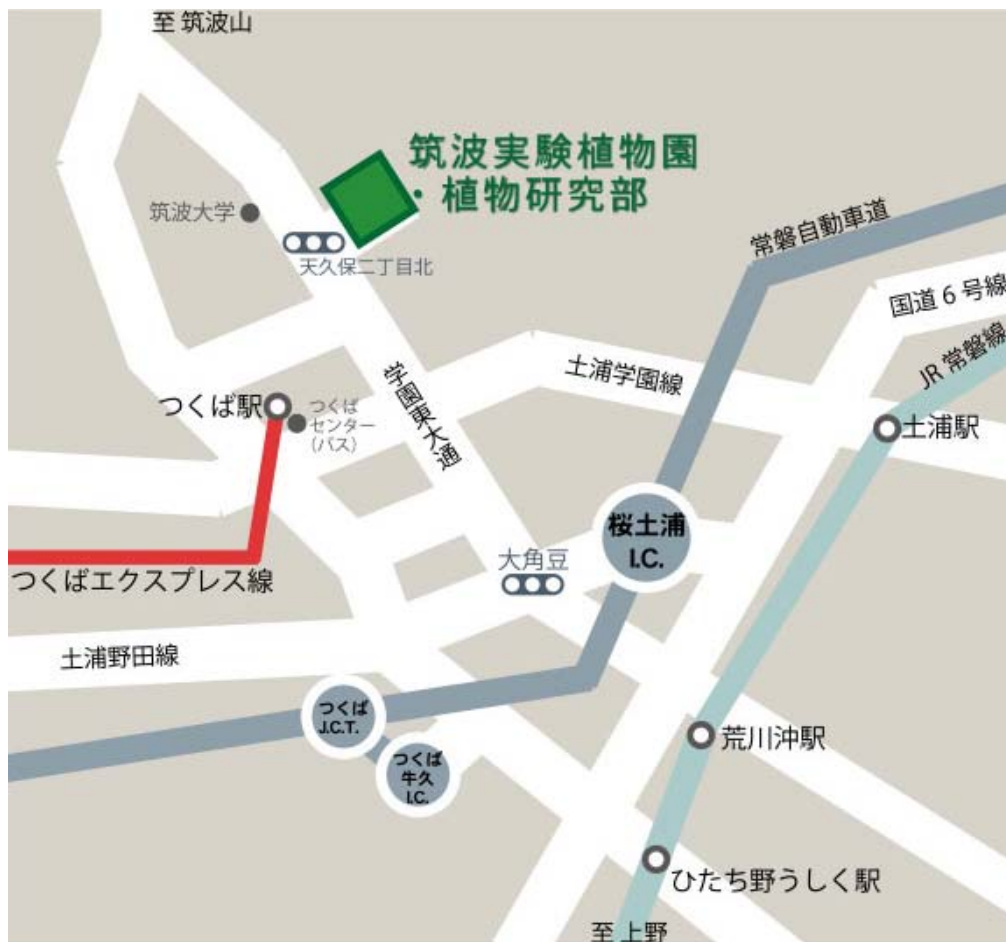 至 筑波山
筑波実験植物園
・植物研究部
筑波大学
天久保二丁目北
常磐自動車道
国道 6 号線
JR 常磐線
土浦学園線
学園東大通
つくば駅
つくば
センター
(バス)
土浦駅
桜土浦
I.C.
大角豆
つくばエクスプレス線
土浦野田線
つくば
J.C.T.
つくば
牛久
I.C.
荒川沖駅
ひたち野うしく駅
至 上野